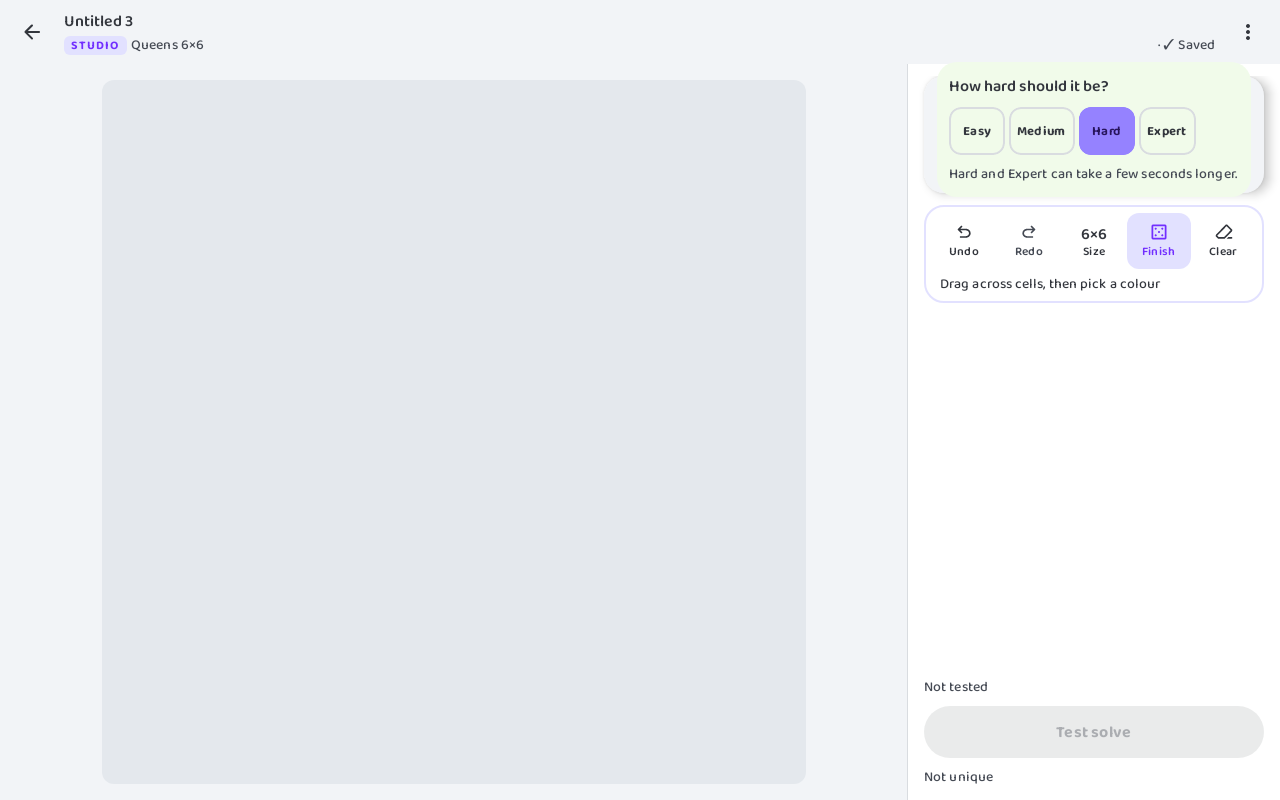 Untitled 3
STUDIO Queens 6×6
· ✓ Saved
How hard should it be?
Easy
Medium
Hard
Expert
Hard and Expert can take a few seconds longer.
Undo
Redo
6×6
Size
Finish
Clear
Drag across cells, then pick a colour
Not tested
Test solve
Not unique